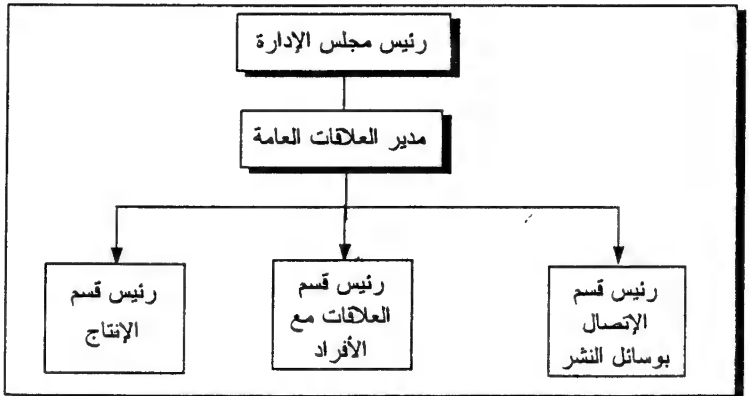 رئيس مجلس الإدارة
مدير العلاقات العامة
رئيس قسم
الإتصال
بوسائل النشر
رئيس قسم
العلاقات مع
الأفراد
رئيس قسم
الإنتاج